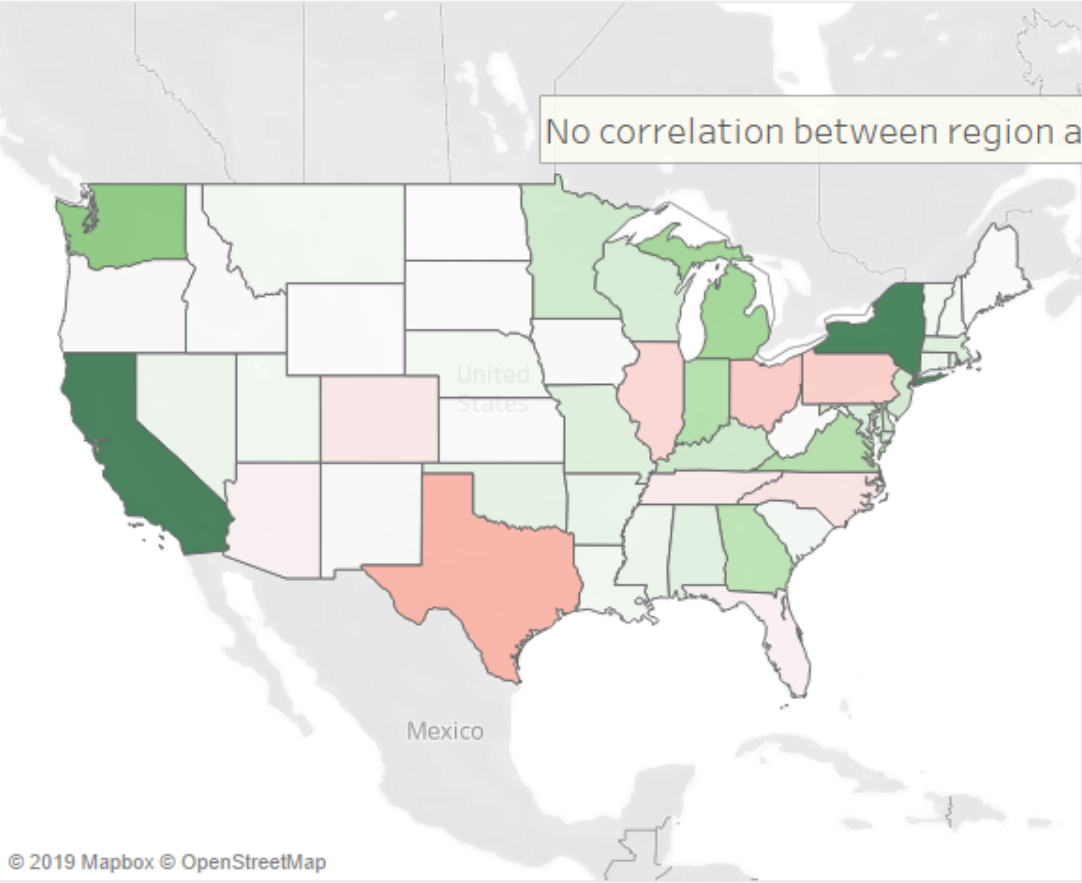 No correlation between region a
United
States
Mexico
© 2019 Mapbox © OpenStreetMap